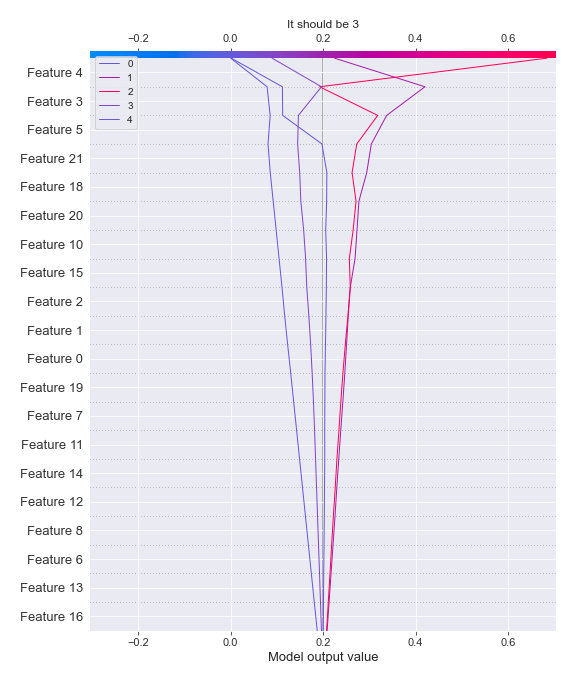 It should be 3
−0.2 0.0 0.2 0.4 0.6
0
1
2
3
4
Feature 4
Feature 3
Feature 5
Feature 21
Feature 18
Feature 20
Feature 10
Feature 15
Feature 2
Feature 1
Feature 0
Feature 19
Feature 7
Feature 11
Feature 14
Feature 12
Feature 8
Feature 6
Feature 13
Feature 16
−0.2 0.0 0.2 0.4 0.6
Model output value